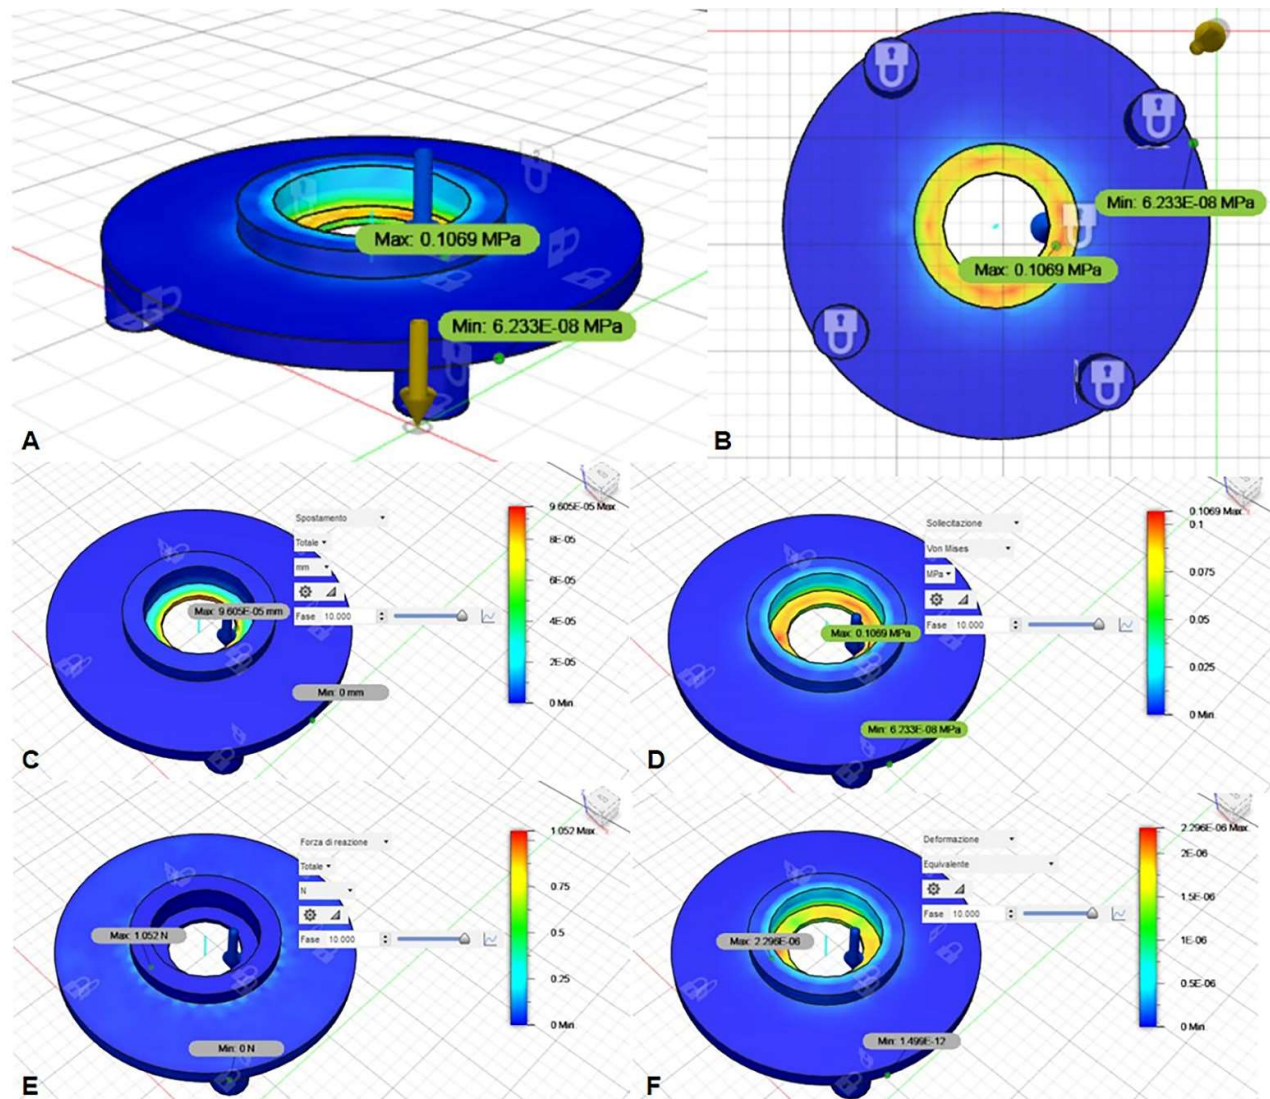 Max: 0.1069 MPa
Min: 6.233E-08 MPa
A
Min: 6.233E-08 MPa
Max: 0.1069 MPa
B
Spostamento
Totale
mm
Fase 10.000
Max: 9.605E-05 mm
Min: 0 mm
9.605E-05 Max.
8E-05
6E-05
4E-05
2E-05
0 Min.
C
Sollecitazione
Von Mises
MPa
Fase 10.000
Max: 0.1069 MPa
Min: 6.233E-08 MPa
0.1069 Max.
0.1
0.075
0.05
0.025
0 Min.
D
Forza di reazione
Totale
N
Fase 10.000
Max: 1.052 N
Min: 0 N
1.052 Max.
0.75
0.5
0.25
0 Min.
E
Deformazione
Equivalente
Fase 10.000
Max: 2.296E-06
Min: 1.499E-12
2.296E-06 Max.
2E-06
1.5E-06
1E-06
0.5E-06
0 Min.
F